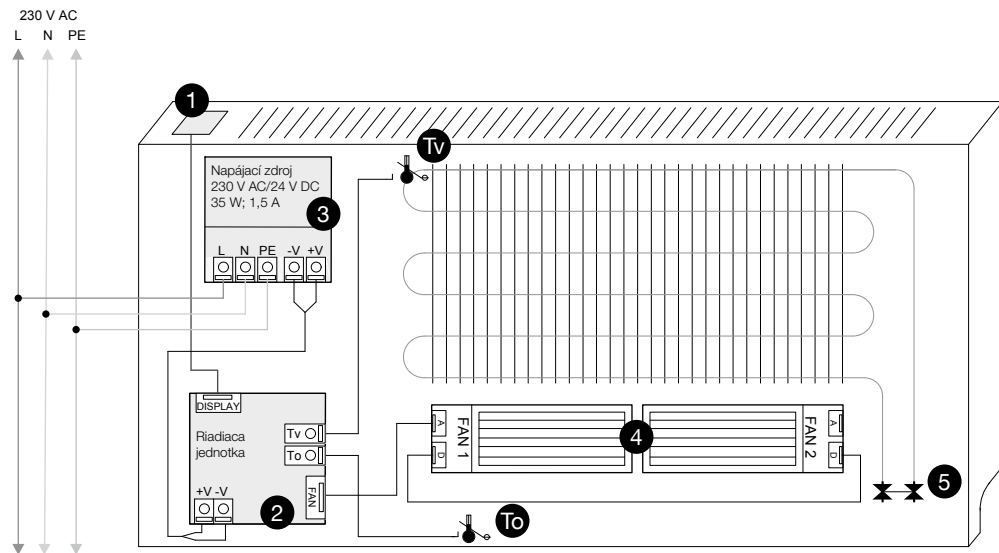 230 V AC
L N PE
1
Tv
Napájací zdroj
230 V AC/24 V DC
35 W; 1,5 A
3
L N PE -V +V
DISPLAY
Riadiaca
jednotka
Tv
To
FAN
+V -V
2
A
D
FAN 1
4
FAN 2
A
D
5
To